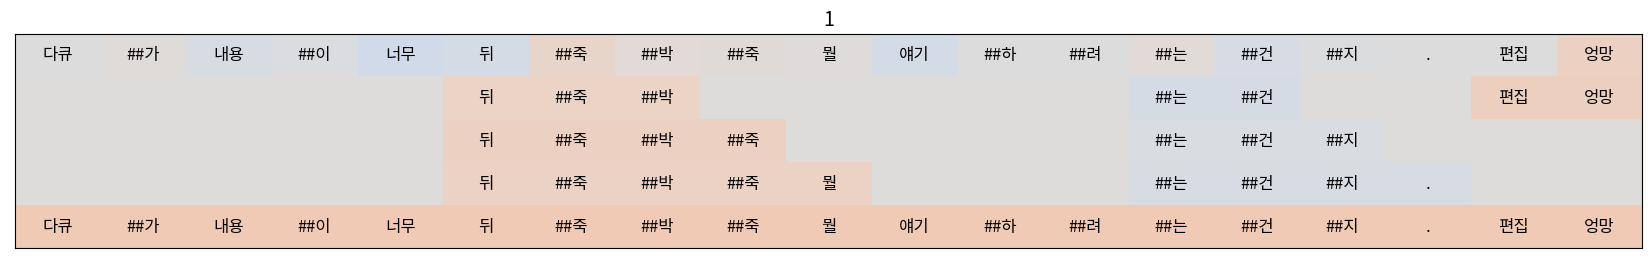 1
다큐 ##가 내용 ##이 너무 뒤 ##죽 ##박 ##죽 뭘 얘기 ##하 ##려 ##는 ##건 ##지 . 편집 엉망
뒤 ##죽 ##박 ##는 ##건 편집 엉망
뒤 ##죽 ##박 ##죽 ##는 ##건 ##지
뒤 ##죽 ##박 ##죽 뭘 ##는 ##건 ##지 .
다큐 ##가 내용 ##이 너무 뒤 ##죽 ##박 ##죽 뭘 얘기 ##하 ##려 ##는 ##건 ##지 . 편집 엉망